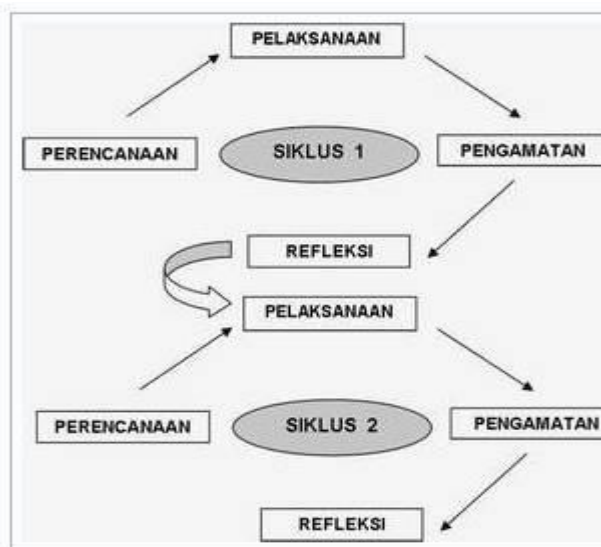 PELAKSANAAN
PERENCANAAN
SIKLUS 1
PENGAMATAN
REFLEKSI
PELAKSANAAN
PERENCANAAN
SIKLUS 2
PENGAMATAN
REFLEKSI